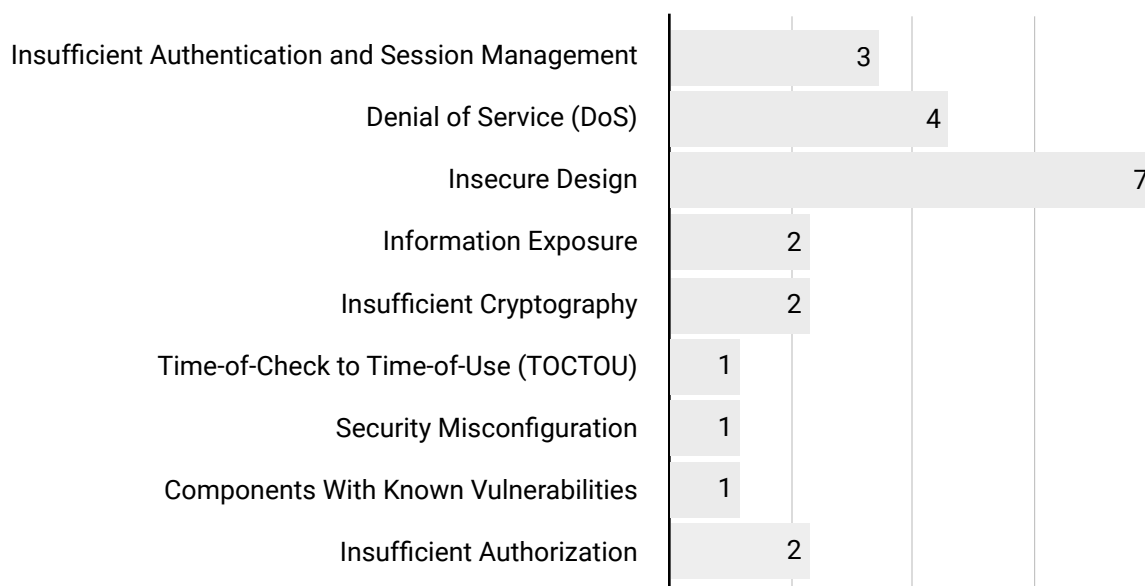 Insufficient Authentication and Session Management 3
Denial of Service (DoS) 4
Insecure Design 7
Information Exposure 2
Insufficient Cryptography 2
Time-of-Check to Time-of-Use (TOCTOU) 1
Security Misconfiguration 1
Components With Known Vulnerabilities 1
Insufficient Authorization 2